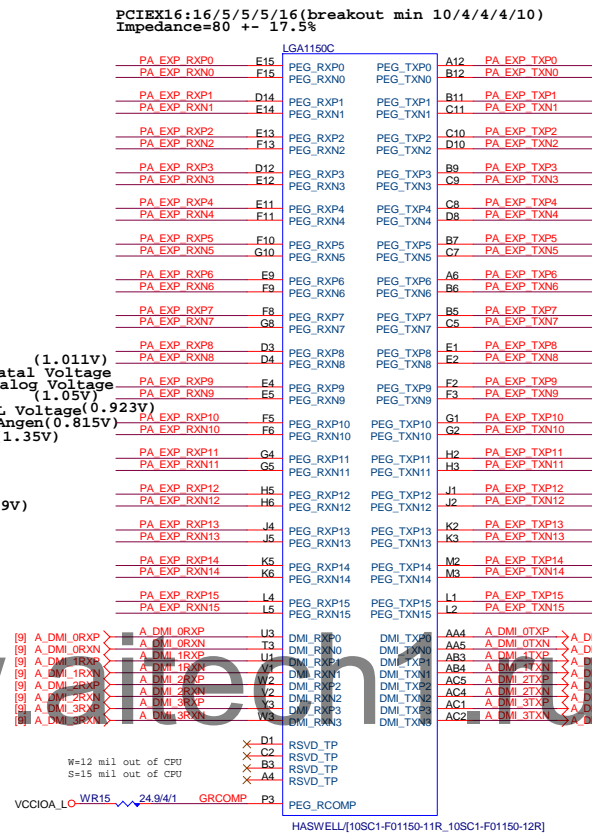 PCIEX16:16/5/5/5/16(breakout min 10/4/4/4/10)
Impedance=80 +- 17.5%
LGA1150C
PA_EXP_RXP0 E15 PEG_RXP0 PEG_TXP0 A12 PA_EXP_TXP0
PA_EXP_RXN0 F15 PEG_RXN0 PEG_TXN0 B12 PA_EXP_TXN0
PA_EXP_RXP1 D14 PEG_RXP1 PEG_TXP1 B11 PA_EXP_TXP1
PA_EXP_RXN1 E14 PEG_RXN1 PEG_TXN1 C11 PA_EXP_TXN1
PA_EXP_RXP2 E13 PEG_RXP2 PEG_TXP2 C10 PA_EXP_TXP2
PA_EXP_RXN2 F13 PEG_RXN2 PEG_TXN2 D10 PA_EXP_TXN2
PA_EXP_RXP3 D12 PEG_RXP3 PEG_TXP3 B9 PA_EXP_TXP3
PA_EXP_RXN3 E12 PEG_RXN3 PEG_TXN3 C9 PA_EXP_TXN3
PA_EXP_RXP4 E11 PEG_RXP4 PEG_TXP4 C8 PA_EXP_TXP4
PA_EXP_RXN4 F11 PEG_RXN4 PEG_TXN4 D8 PA_EXP_TXN4
PA_EXP_RXP5 F10 PEG_RXP5 PEG_TXP5 B7 PA_EXP_TXP5
PA_EXP_RXN5 G10 PEG_RXN5 PEG_TXN5 C7 PA_EXP_TXN5
PA_EXP_RXP6 E9 PEG_RXP6 PEG_TXP6 A6 PA_EXP_TXP6
PA_EXP_RXN6 F9 PEG_RXN6 PEG_TXN6 B6 PA_EXP_TXN6
PA_EXP_RXP7 F8 PEG_RXP7 PEG_TXP7 B5 PA_EXP_TXP7
PA_EXP_RXN7 G8 PEG_RXN7 PEG_TXN7 C5 PA_EXP_TXN7
PA_EXP_RXP8 D3 PEG_RXP8 PEG_TXP8 E1 PA_EXP_TXP8
(1.011V) PA_EXP_RXN8 D4 PEG_RXN8 PEG_TXN8 E2 PA_EXP_TXN8
atal Voltage
alog Voltage PA_EXP_RXP9 E4 PEG_RXP9 PEG_TXP9 F2 PA_EXP_TXP9
(1.05V) PA_EXP_RXN9 E5 PEG_RXN9 PEG_TXN9 F3 PA_EXP_TXN9
L Voltage(0.923V)
Angen(0.815V) PA_EXP_RXP10 F5 PEG_RXP10 PEG_TXP10 G1 PA_EXP_TXP10
1.35V) PA_EXP_RXN10 F6 PEG_RXN10 PEG_TXN10 G2 PA_EXP_TXN10
PA_EXP_RXP11 G4 PEG_RXP11 PEG_TXP11 H2 PA_EXP_TXP11
PA_EXP_RXN11 G5 PEG_RXN11 PEG_TXN11 H3 PA_EXP_TXN11
PA_EXP_RXP12 H5 PEG_RXP12 PEG_TXP12 J1 PA_EXP_TXP12
9V) PA_EXP_RXN12 H6 PEG_RXN12 PEG_TXN12 J2 PA_EXP_TXN12
PA_EXP_RXP13 J4 PEG_RXP13 PEG_TXP13 K2 PA_EXP_TXP13
PA_EXP_RXN13 J5 PEG_RXN13 PEG_TXN13 K3 PA_EXP_TXN13
PA_EXP_RXP14 K5 PEG_RXP14 PEG_TXP14 M2 PA_EXP_TXP14
PA_EXP_RXN14 K6 PEG_RXN14 PEG_TXN14 M3 PA_EXP_TXN14
PA_EXP_RXP15 L4 PEG_RXP15 PEG_TXP15 L1 PA_EXP_TXP15
PA_EXP_RXN15 L5 PEG_RXN15 PEG_TXN15 L2 PA_EXP_TXN15
[9] A_DMI_0RXP A_DMI_0RXP U3 DMI_RXP0 DMI_TXP0 AA4 A_DMI_0TXP
[9] A_DMI_0RXN A_DMI_0RXN T3 DMI_RXN0 DMI_TXN0 AA5 A_DMI_0TXN
[9] A_DMI_1RXP A_DMI_1RXP U1 DMI_RXP1 DMI_TXP1 AB3 A_DMI_1TXP
[9] A_DMI_1RXN A_DMI_1RXN V1 DMI_RXN1 DMI_TXN1 AB4 A_DMI_1TXN
[9] A_DMI_2RXP A_DMI_2RXP W2 DMI_RXP2 DMI_TXP2 AC5 A_DMI_2TXP
[9] A_DMI_2RXN A_DMI_2RXN V2 DMI_RXN2 DMI_TXN2 AC4 A_DMI_2TXN
[9] A_DMI_3RXP A_DMI_3RXP Y3 DMI_RXP3 DMI_TXP3 AC1 A_DMI_3TXP
[9] A_DMI_3RXN A_DMI_3RXN W3 DMI_RXN3 DMI_TXN3 AC2 A_DMI_3TXN
D1 RSVD_TP
C2 RSVD_TP
B3 RSVD_TP
A4 RSVD_TP
W=12 mil out of CPU
S=15 mil out of CPU
VCCIOA_L WR15 24.9/4/1 GRCOMP P3 PEG_RCOMP
HASWELL/[10SC1-F01150-11R_10SC1-F01150-12R]